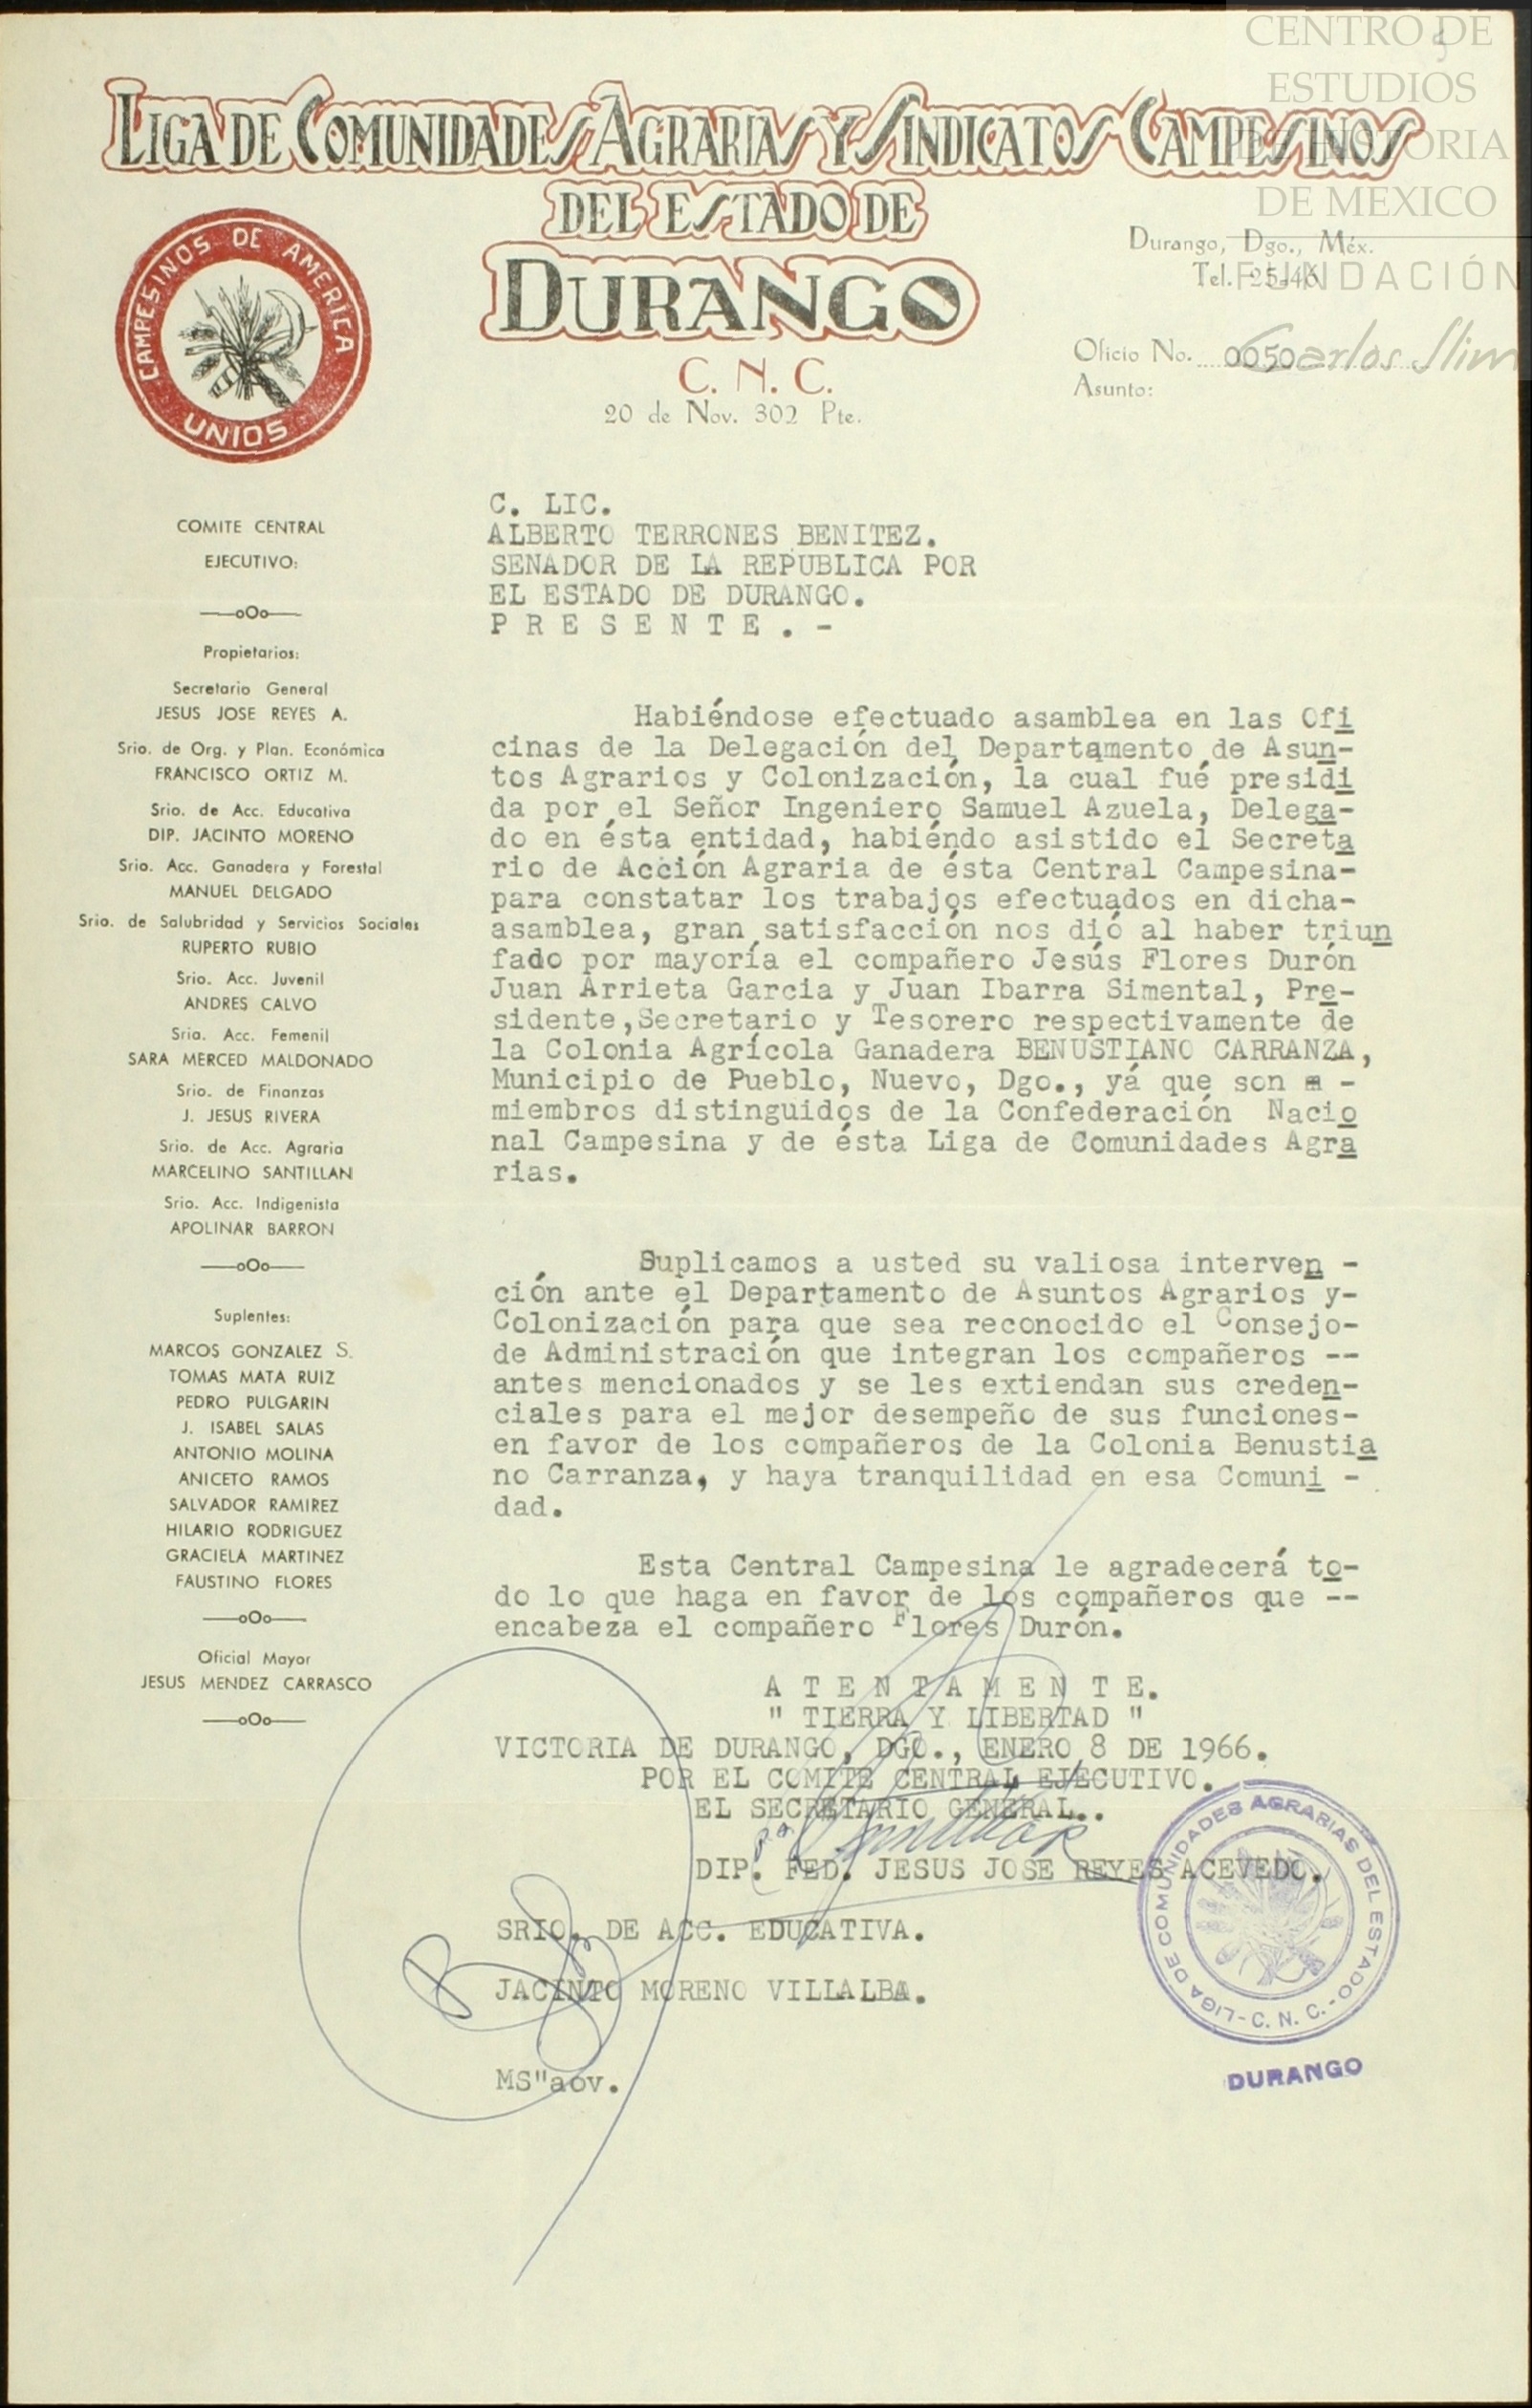 CENTRO DE
ESTUDIOS
DE HISTORIA
DE MEXICO
FUNDACIÓN
Carlos Slim
LIGA DE COMUNIDADES AGRARIAS Y SINDICATOS CAMPESINOS
DEL ESTADO DE
DURANGO
C. N. C.
20 de Nov. 302 Pte.
Durango, Dgo., Méx.
Tel. 25-46
Oficio No. 0050
Asunto:
CAMPESINOS DE AMERICA
UNIOS
COMITE CENTRAL
EJECUTIVO:
——oOo——
Propietarios:
Secretario General
JESUS JOSE REYES A.
Srio. de Org. y Plan. Económica
FRANCISCO ORTIZ M.
Srio. de Acc. Educativa
DIP. JACINTO MORENO
Srio. Acc. Ganadera y Forestal
MANUEL DELGADO
Srio. de Salubridad y Servicios Sociales
RUPERTO RUBIO
Srio. Acc. Juvenil
ANDRES CALVO
Sria. Acc. Femenil
SARA MERCED MALDONADO
Srio. de Finanzas
J. JESUS RIVERA
Srio. de Acc. Agraria
MARCELINO SANTILLAN
Srio. Acc. Indigenista
APOLINAR BARRON
——oOo——
Suplentes:
MARCOS GONZALEZ S.
TOMAS MATA RUIZ
PEDRO PULGARIN
J. ISABEL SALAS
ANTONIO MOLINA
ANICETO RAMOS
SALVADOR RAMIREZ
HILARIO RODRIGUEZ
GRACIELA MARTINEZ
FAUSTINO FLORES
——oOo——
Oficial Mayor
JESUS MENDEZ CARRASCO
——oOo——
C. LIC.
ALBERTO TERRONES BENITEZ.
SENADOR DE LA REPUBLICA POR
EL ESTADO DE DURANGO.
P R E S E N T E . -
Habiéndose efectuado asamblea en las Ofi
cinas de la Delegación del Departamento de Asun-
tos Agrarios y Colonización, la cual fué presidi
da por el Señor Ingeniero Samuel Azuela, Delega-
do en ésta entidad, habiéndo asistido el Secreta
rio de Acción Agraria de ésta Central Campesina-
para constatar los trabajos efectuados en dicha-
asamblea, gran satisfacción nos dió al haber triun
fado por mayoría el compañero Jesús Flores Durón
Juan Arrieta Garcia y Juan Ibarra Simental, Pre-
sidente,Secretario y Tesorero respectivamente de
la Colonia Agrícola Ganadera BENUSTIANO CARRANZA,
Municipio de Pueblo, Nuevo, Dgo., yá que son m -
miembros distinguidos de la Confederación Nacio
nal Campesina y de ésta Liga de Comunidades Agra
rias.
Suplicamos a usted su valiosa interven -
ción ante el Departamento de Asuntos Agrarios y-
Colonización para que sea reconocido el Consejo-
de Administración que integran los compañeros --
antes mencionados y se les extiendan sus creden-
ciales para el mejor desempeño de sus funciones-
en favor de los compañeros de la Colonia Benustia
no Carranza, y haya tranquilidad en esa Comuni -
dad.
Esta Central Campesina le agradecerá to-
do lo que haga en favor de los compañeros que --
encabeza el compañero Flores Durón.
A T E N T A M E N T E.
" TIERRA Y LIBERTAD "
VICTORIA DE DURANGO, DGO., ENERO 8 DE 1966.
POR EL COMITE CENTRAL EJECUTIVO.
EL SECRETARIO GENERAL..
DIP. FED. JESUS JOSE REYES ACEVEDO.
SRIO. DE ACC. EDUCATIVA.
JACINTO MORENO VILLALBA.
MS"aov.
LIGA DE COMUNIDADES AGRARIAS DEL ESTADO-
-C. N. C.-
DURANGO